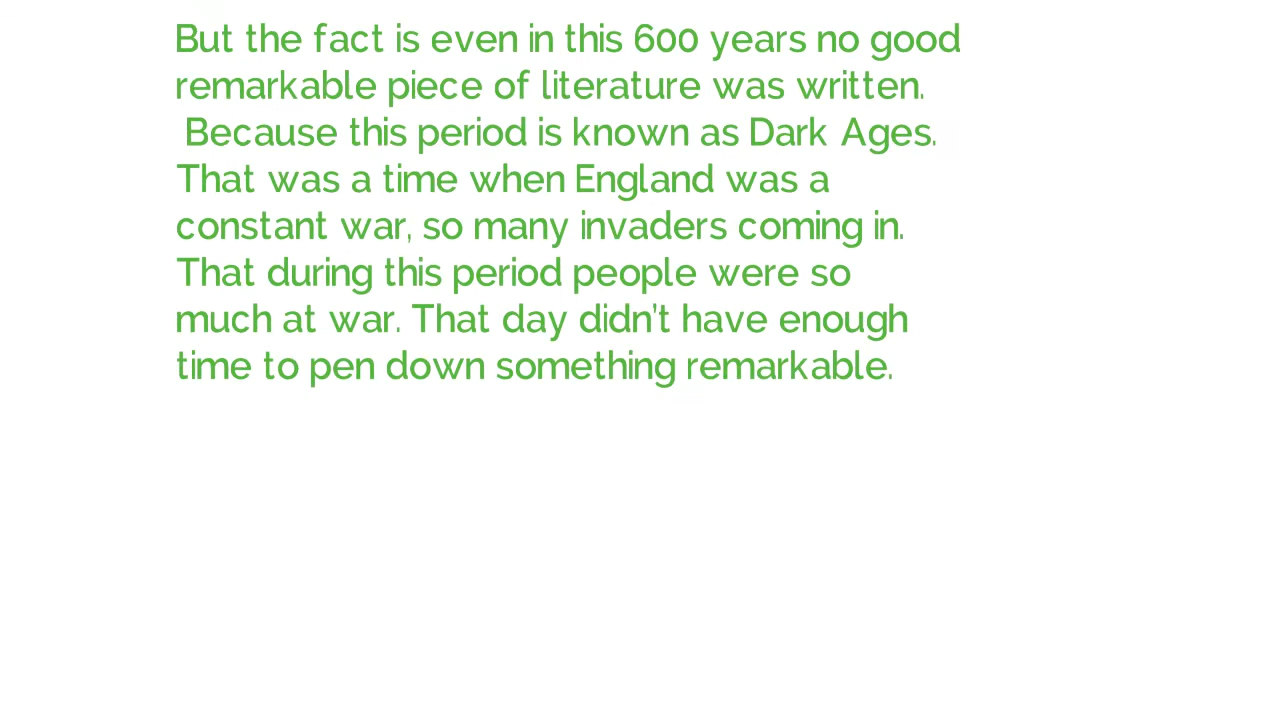 But the fact is even in this 600 years no good
remarkable piece of literature was written.
Because this period is known as Dark Ages.
That was a time when England was a
constant war, so many invaders coming in.
That during this period people were so
much at war. That day didn't have enough
time to pen down something remarkable.